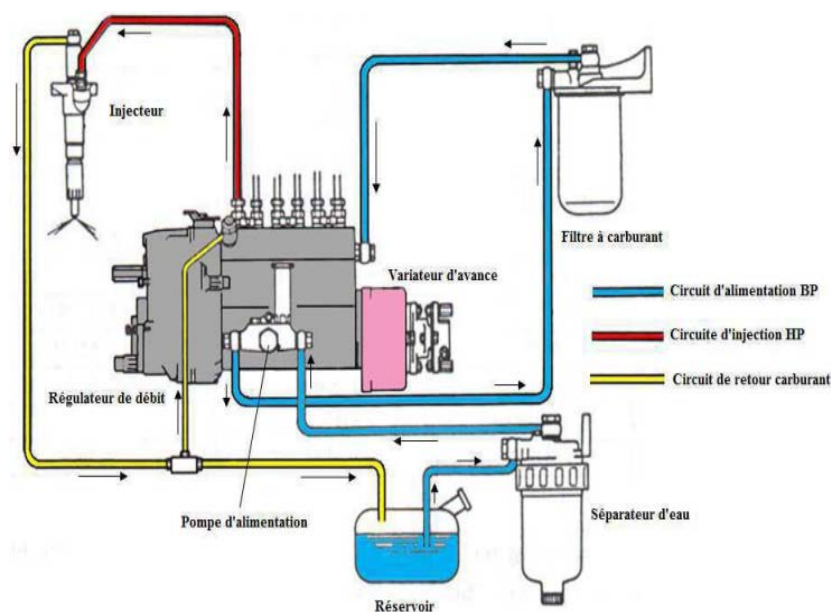 Injecteur
Filtre à carburant
Variateur d'avance
Circuit d'alimentation BP
Circuite d'injection HP
Circuit de retour carburant
Régulateur de débit
Pompe d'alimentation
Séparateur d'eau
Réservoir